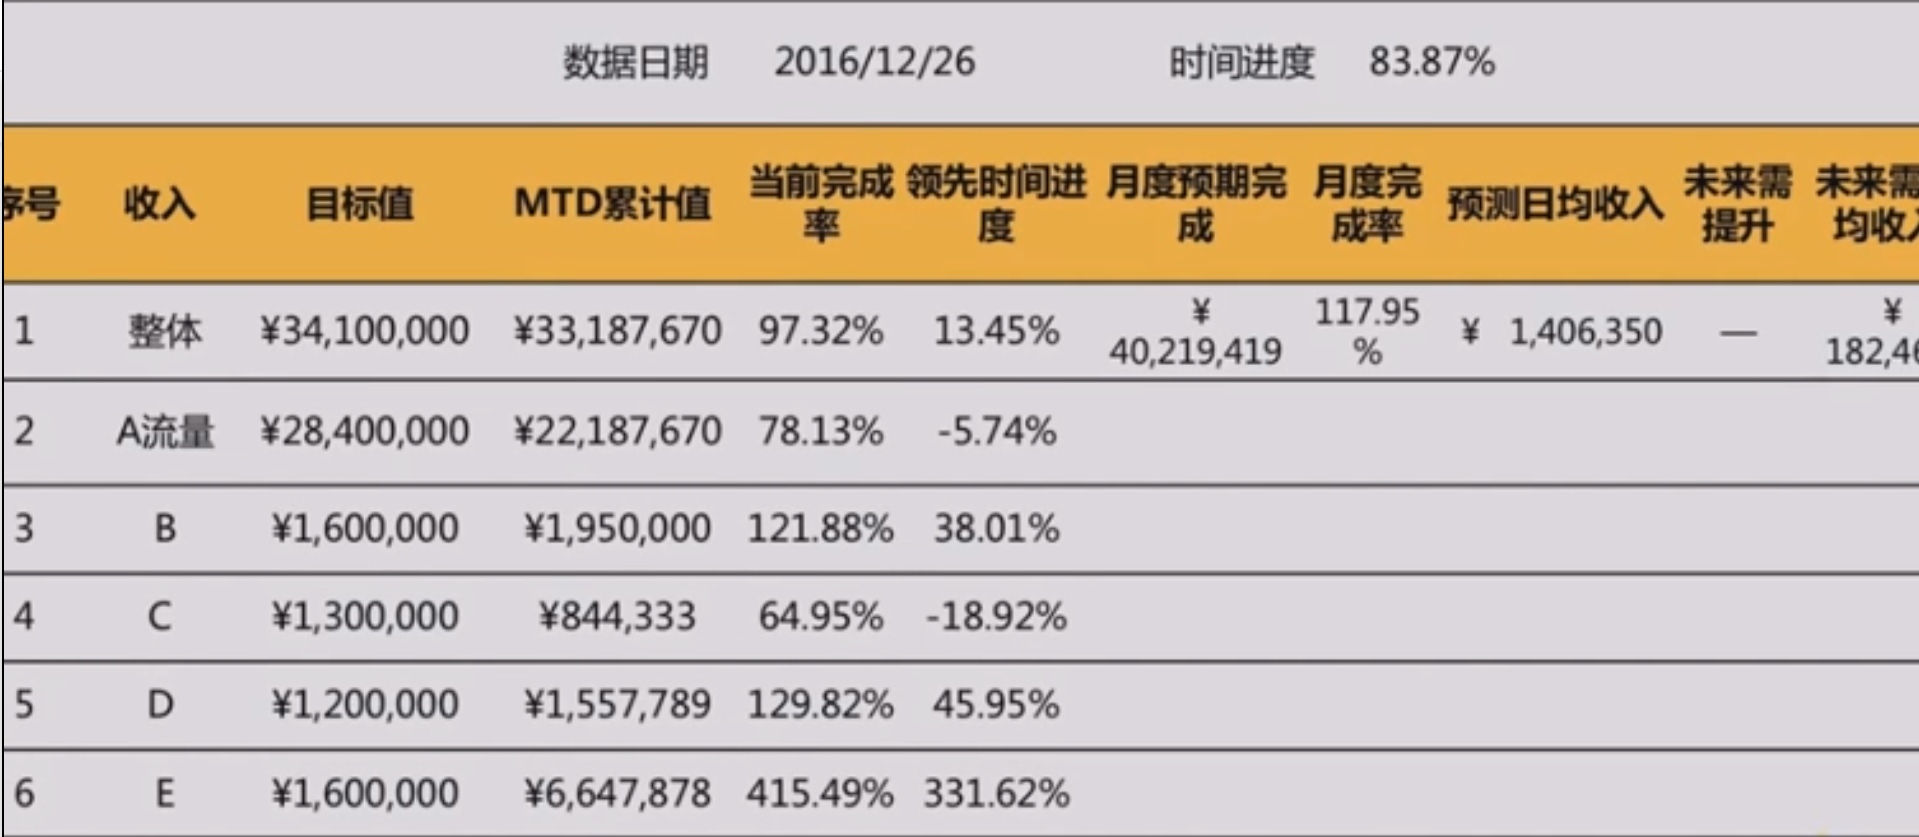 数据日期 2016/12/26 时间进度 83.87%
序号 收入 目标值 MTD累计值 当前完成率 领先时间进度 月度预期完成 月度完成率 预测日均收入 未来需提升 未来需 均收入
1 整体 ¥34,100,000 ¥33,187,670 97.32% 13.45% ¥ 40,219,419 117.95% ¥ 1,406,350 — ¥ 182,46
2 A流量 ¥28,400,000 ¥22,187,670 78.13% -5.74%
3 B ¥1,600,000 ¥1,950,000 121.88% 38.01%
4 C ¥1,300,000 ¥844,333 64.95% -18.92%
5 D ¥1,200,000 ¥1,557,789 129.82% 45.95%
6 E ¥1,600,000 ¥6,647,878 415.49% 331.62%